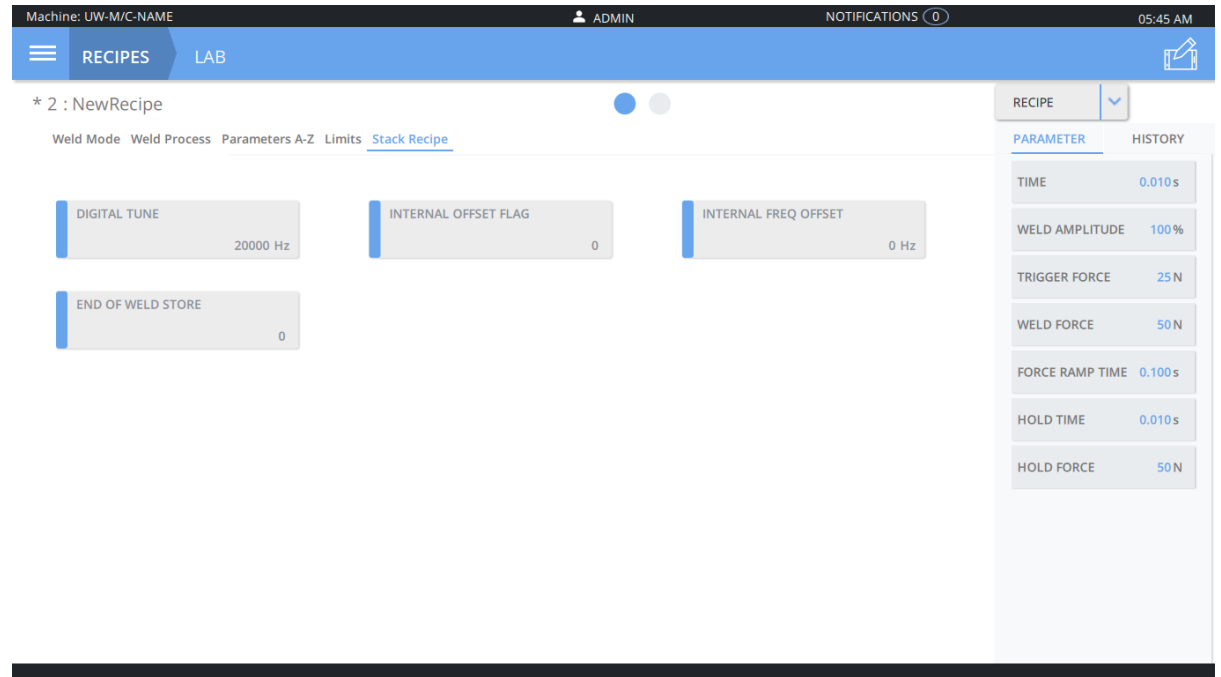 Machine: UW-M/C-NAME ADMIN NOTIFICATIONS 0 05:45 AM
RECIPES LAB
* 2 : NewRecipe
RECIPE
Weld Mode Weld Process Parameters A-Z Limits Stack Recipe
PARAMETER HISTORY
DIGITAL TUNE
20000 Hz
INTERNAL OFFSET FLAG
0
INTERNAL FREQ OFFSET
0 Hz
END OF WELD STORE
0
TIME 0.010 s
WELD AMPLITUDE 100 %
TRIGGER FORCE 25 N
WELD FORCE 50 N
FORCE RAMP TIME 0.100 s
HOLD TIME 0.010 s
HOLD FORCE 50 N